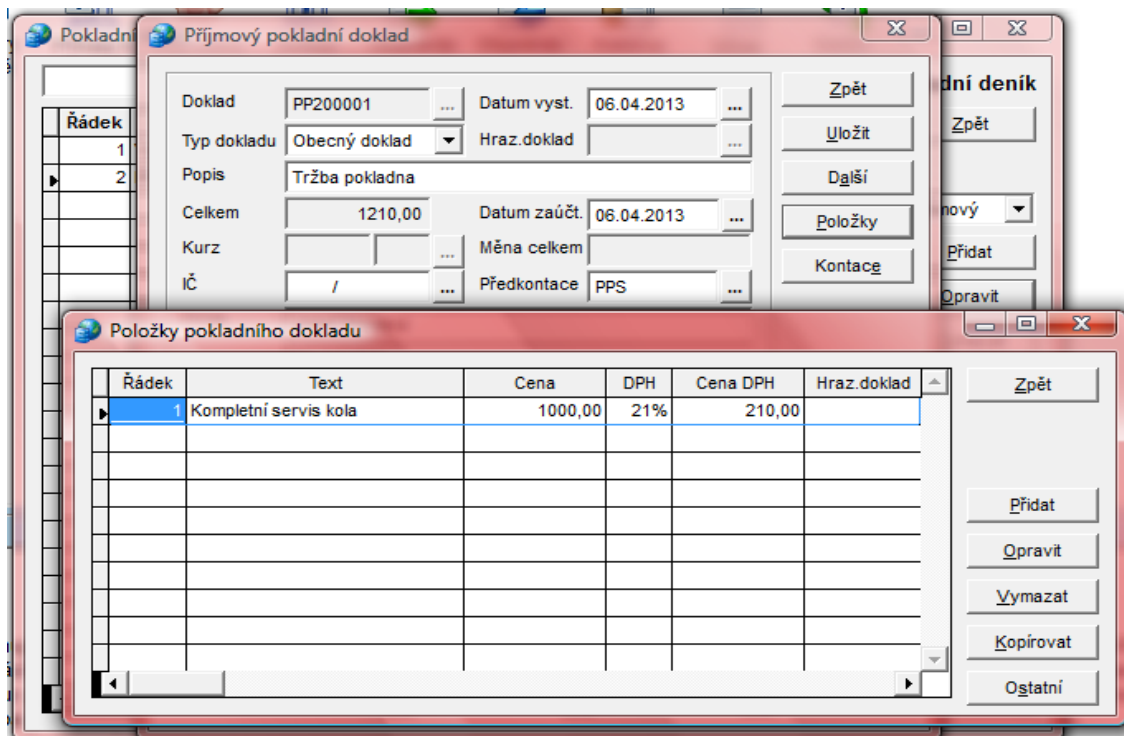 Pokladní
Příjmový pokladní doklad
dní deník
Zpět
Řádek
1
2
nový
Přidat
Opravit
Doklad PP200001 ... Datum vyst. 06.04.2013 ...
Typ dokladu Obecný doklad Hraz.doklad ...
Popis Tržba pokladna
Celkem 1210,00 Datum zaúčt. 06.04.2013 ...
Kurz ... Měna celkem
IČ / ... Předkontace PPS ...
Zpět
Uložit
Další
Položky
Kontace
Položky pokladního dokladu
Řádek Text Cena DPH Cena DPH Hraz.doklad
1 Kompletní servis kola 1000,00 21% 210,00
Zpět
Přidat
Opravit
Vymazat
Kopírovat
Ostatní